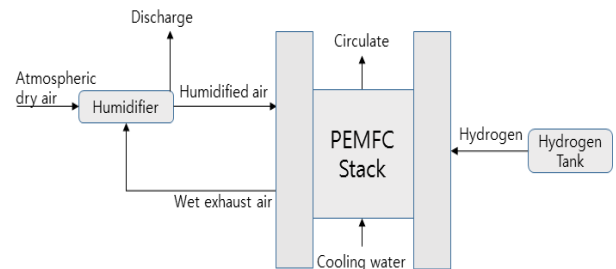 Discharge
Circulate
Atmospheric
dry air
Humidifier
Humidified air
PEMFC
Stack
Hydrogen
Hydrogen
Tank
Wet exhaust air
Cooling water